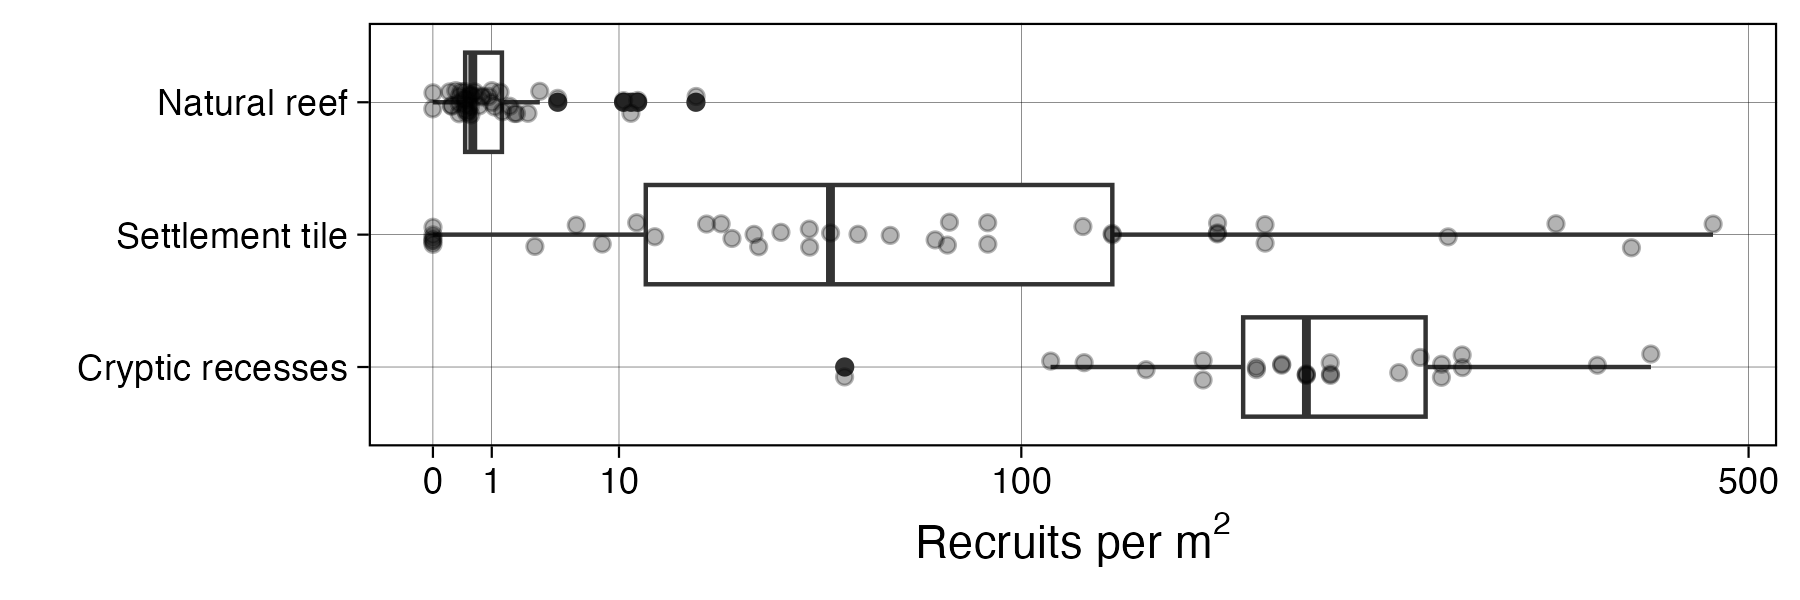 Natural reef
Settlement tile
Cryptic recesses
0 1 10 100 500
Recruits per m²